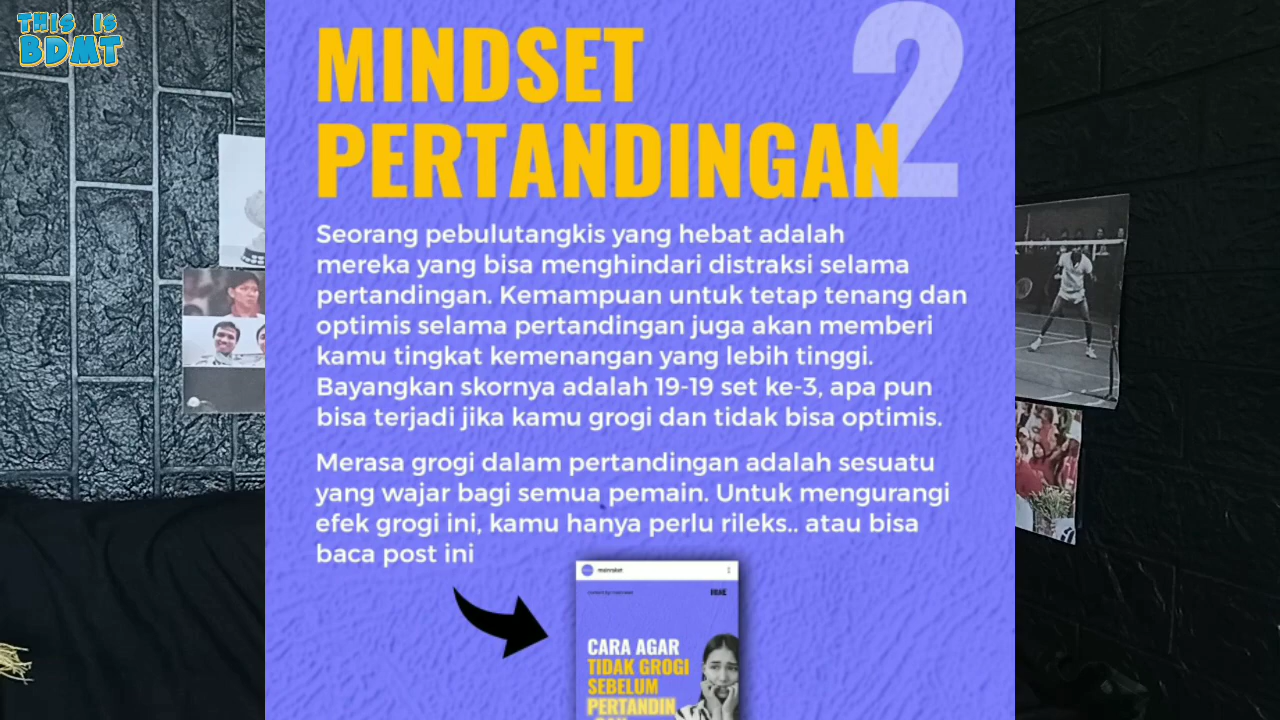 THIS IS
BDMT
MINDSET
2
PERTANDINGAN
Seorang pebulutangkis yang hebat adalah
mereka yang bisa menghindari distraksi selama
pertandingan. Kemampuan untuk tetap tenang dan
optimis selama pertandingan juga akan memberi
kamu tingkat kemenangan yang lebih tinggi.
Bayangkan skornya adalah 19-19 set ke-3, apa pun
bisa terjadi jika kamu grogi dan tidak bisa optimis.
Merasa grogi dalam pertandingan adalah sesuatu
yang wajar bagi semua pemain. Untuk mengurangi
efek grogi ini, kamu hanya perlu rileks.. atau bisa
baca post ini
CARA AGAR
TIDAK GROGI
SEBELUM
PERTANDIN